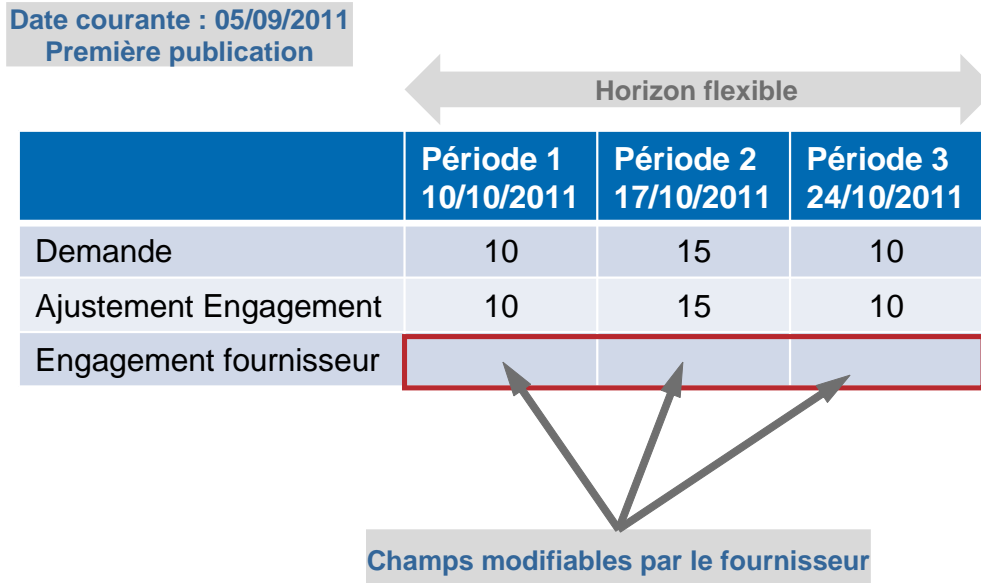 Date courante : 05/09/2011
Première publication
Horizon flexible
Période 1 Période 2 Période 3
10/10/2011 17/10/2011 24/10/2011
Demande 10 15 10
Ajustement Engagement 10 15 10
Engagement fournisseur
Champs modifiables par le fournisseur